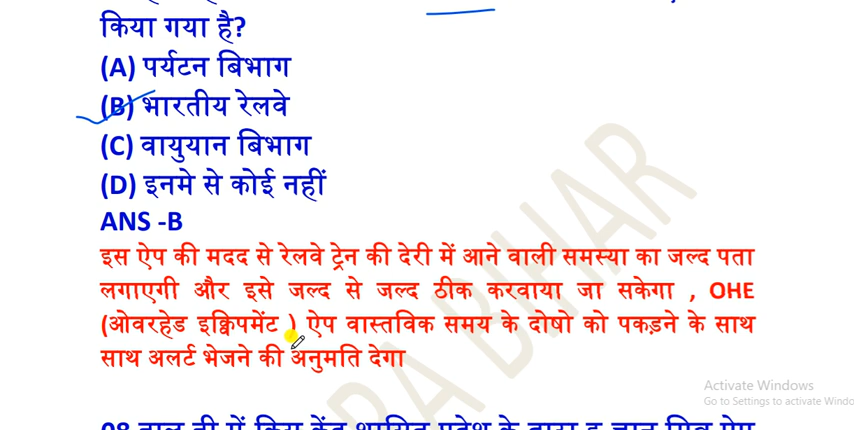 किया गया है?
(A) पर्यटन बिभाग
(B) भारतीय रेलवे
(C) वायुयान बिभाग
(D) इनमे से कोई नहीं
ANS -B
इस ऐप की मदद से रेलवे ट्रेन की देरी में आने वाली समस्या का जल्द पता
लगाएगी और इसे जल्द से जल्द ठीक करवाया जा सकेगा , OHE
(ओवरहेड इक्विपमेंट ) ऐप वास्तविक समय के दोषो को पकड़ने के साथ
साथ अलर्ट भेजने की अनुमति देगा
BIHAR
Activate Windows
Go to Settings to activate Windo